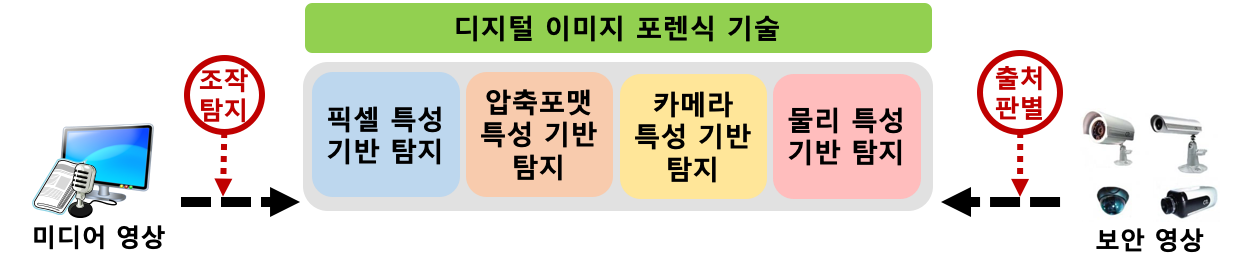 디지털 이미지 포렌식 기술
조작
탐지
픽셀 특성
기반 탐지
압축포맷
특성 기반
탐지
카메라
특성 기반
탐지
물리 특성
기반 탐지
출처
판별
미디어 영상
보안 영상